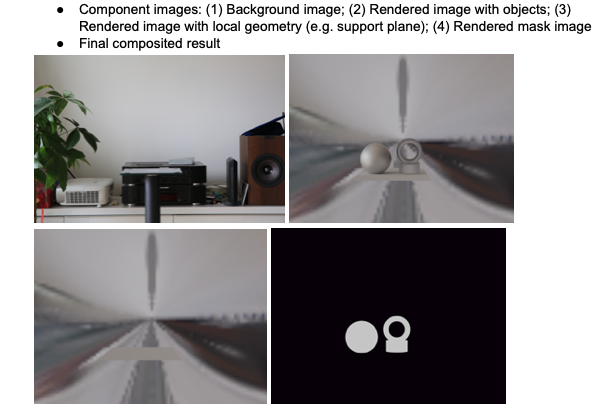 ● Component images: (1) Background image; (2) Rendered image with objects; (3)
Rendered image with local geometry (e.g. support plane); (4) Rendered mask image
● Final composited result